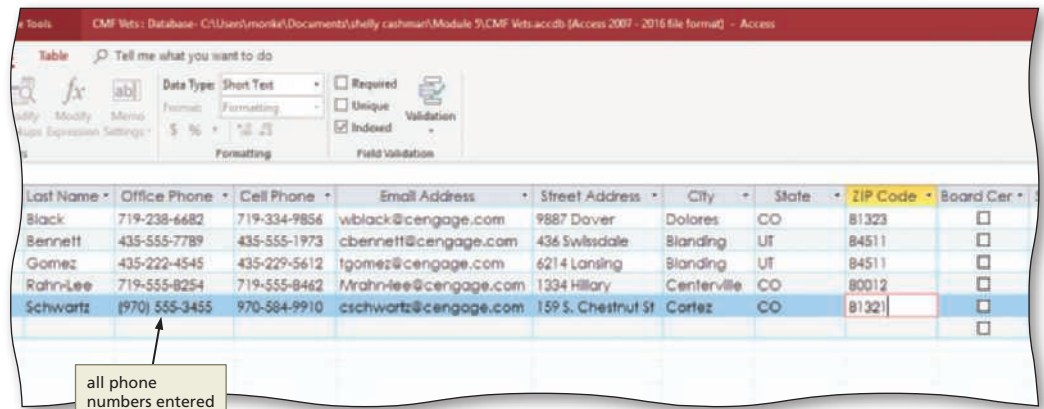 e Tools CMF Vets : Database- C:\Users\monke\Documents\shelly cashman\Module 5\CMF Vets.accdb (Access 2007 - 2016 file format) - Access
Table Tell me what you want to do
Modify Expression
Memo Settings
Data Type: Short Text
Format: Formatting
$ %
Formatting
Required
Unique
Indexed
Validation
Field Validation
Last Name Office Phone Cell Phone Email Address Street Address City State ZIP Code Board Cer
Black 719-238-6682 719-334-9856 wblack@cengage.com 9887 Dover Dolores CO 81323
Bennett 435-555-7789 435-555-1973 cbennett@cengage.com 436 Swissdale Blanding UT 84511
Gomez 435-222-4545 435-229-5612 tgomez@cengage.com 6214 Lansing Blanding UT 84511
Rahn-Lee 719-555-8254 719-555-8462 Mrahn-lee@cengage.com 1334 Hillary Centerville CO 80012
Schwartz (970) 555-3455 970-584-9910 cschwartz@cengage.com 159 S. Chestnut St Cortez CO 81321
all phone
numbers entered